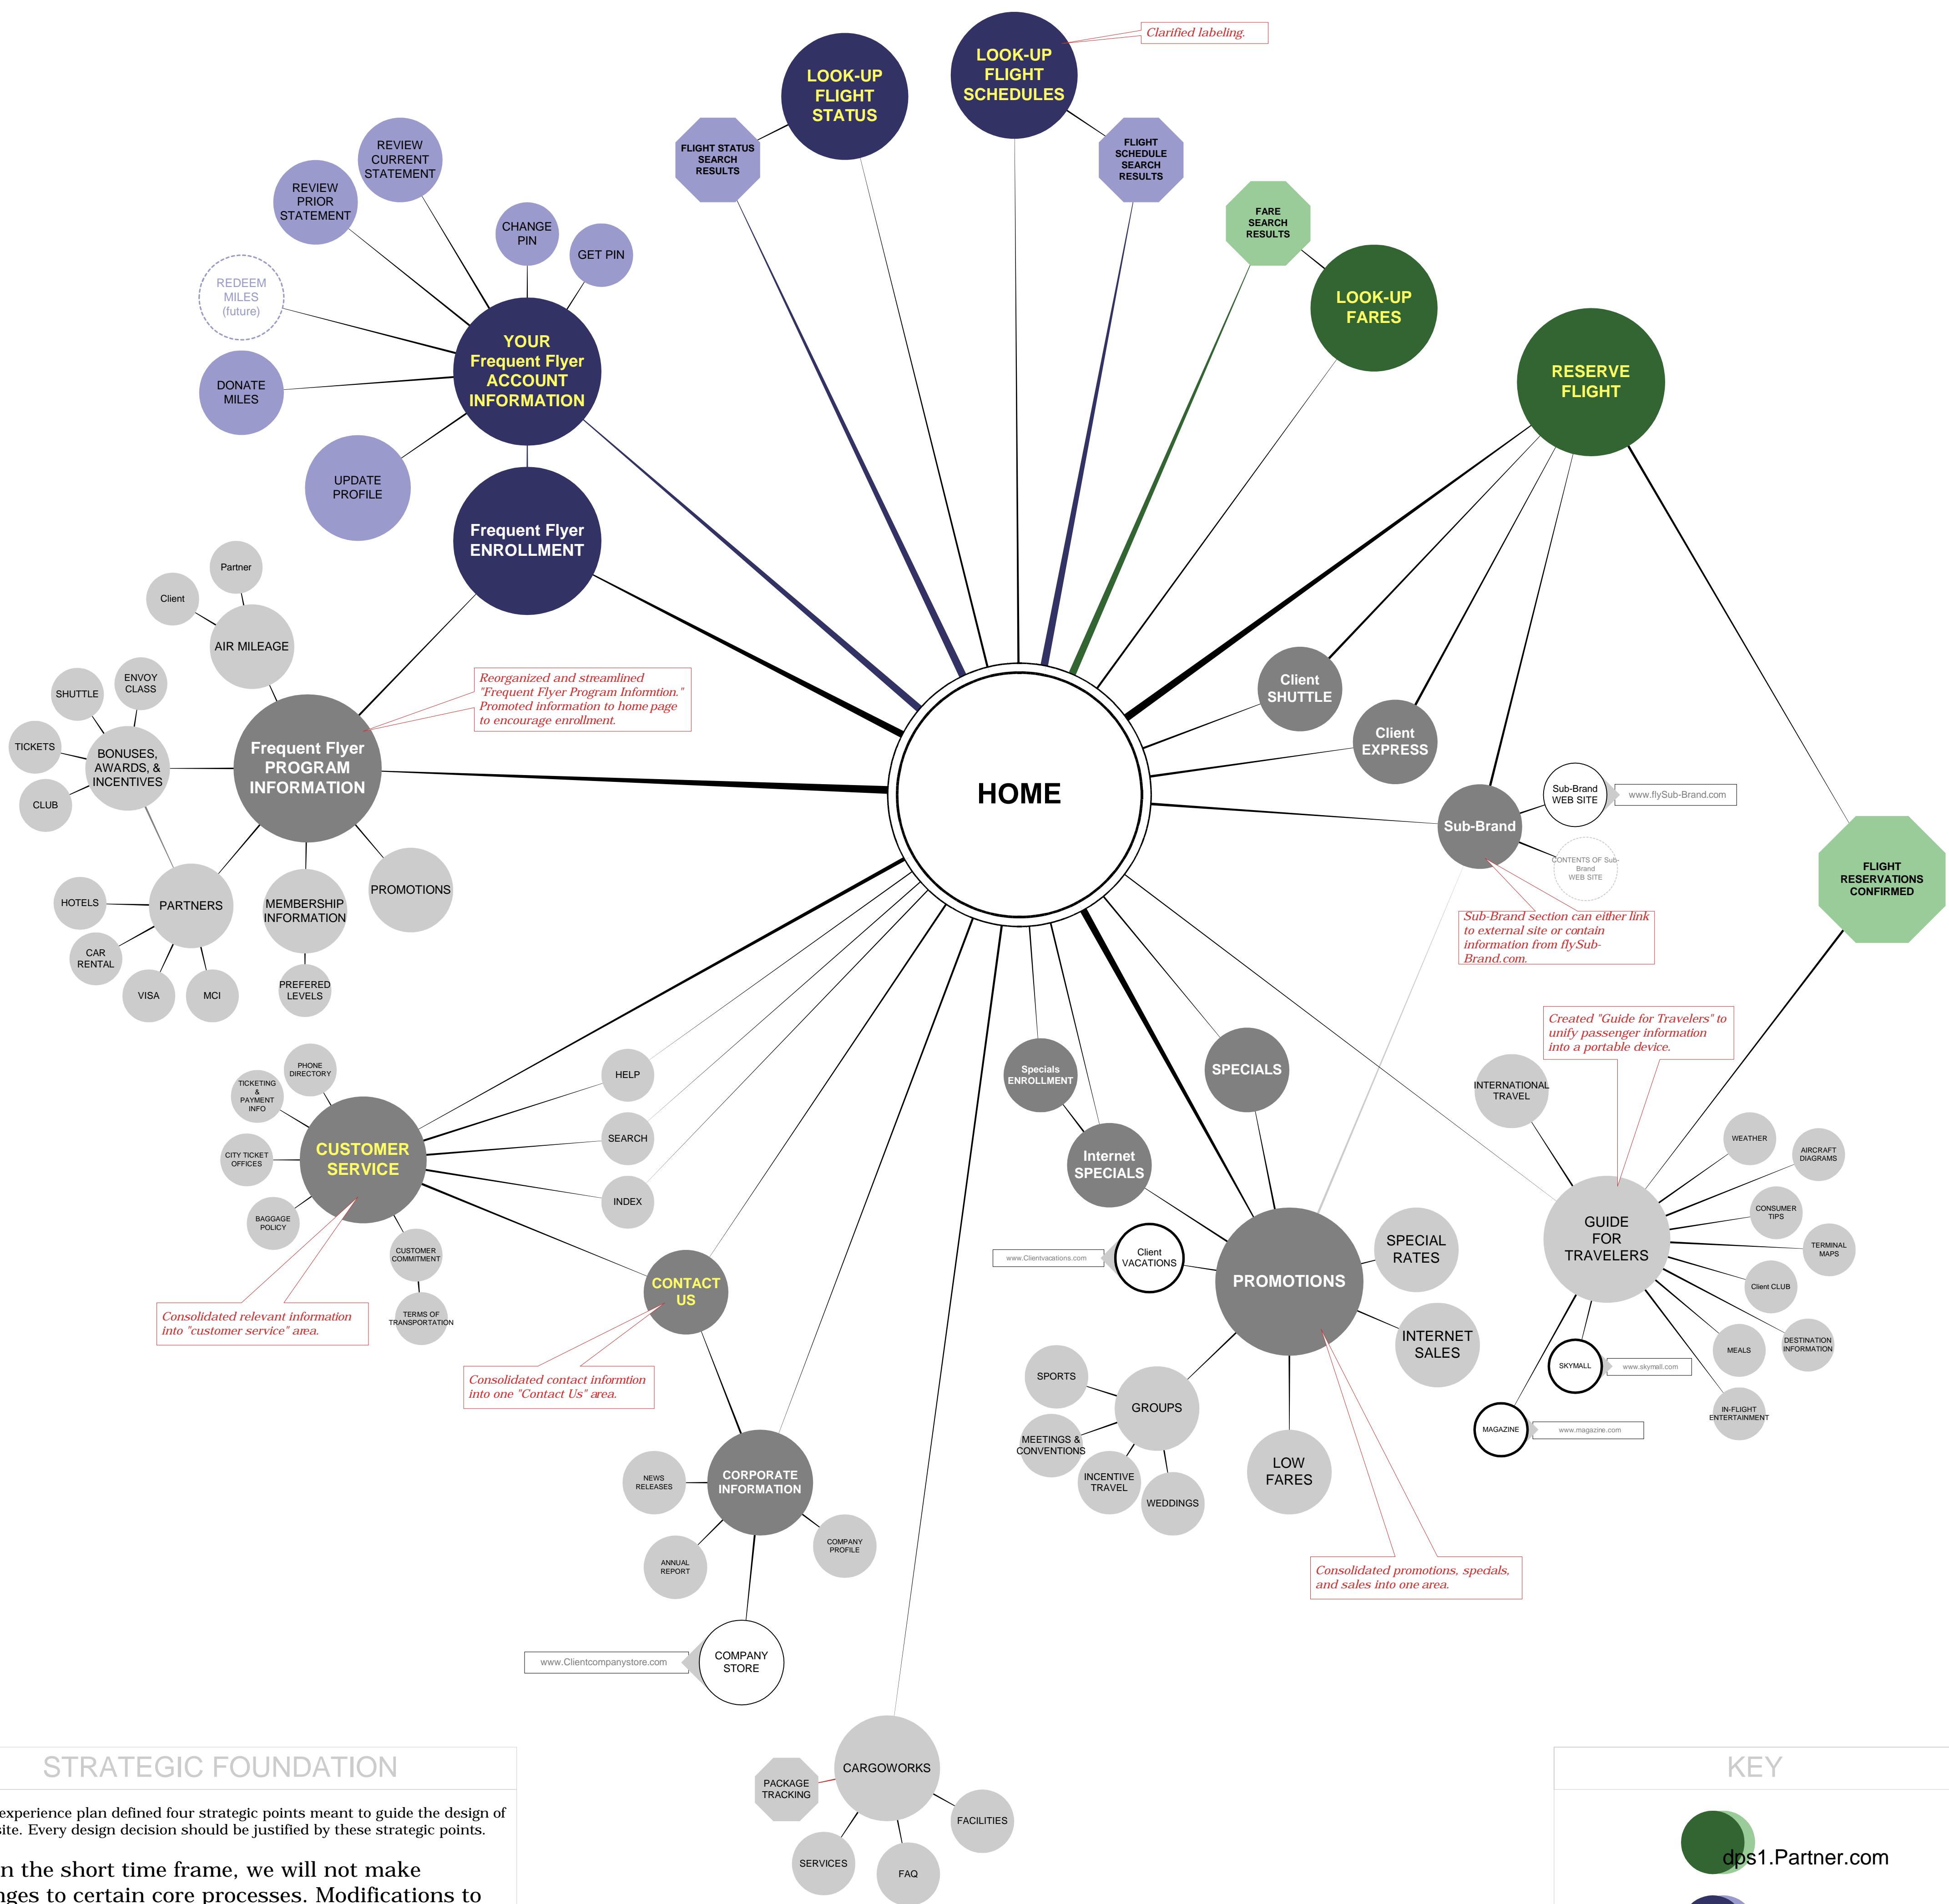 Clarified labeling.
LOOK-UP
FLIGHT
STATUS
LOOK-UP
FLIGHT
SCHEDULES
FLIGHT STATUS
SEARCH
RESULTS
FLIGHT
SCHEDULE
SEARCH
RESULTS
REVIEW
CURRENT
STATEMENT
REVIEW
PRIOR
STATEMENT
CHANGE
PIN
GET PIN
REDEEM
MILES
(future)
DONATE
MILES
UPDATE
PROFILE
YOUR
Frequent Flyer
ACCOUNT
INFORMATION
Frequent Flyer
ENROLLMENT
FARE
SEARCH
RESULTS
LOOK-UP
FARES
RESERVE
FLIGHT
Partner
Client
AIR MILEAGE
ENVOY
CLASS
SHUTTLE
TICKETS
CLUB
BONUSES,
AWARDS, &
INCENTIVES
Frequent Flyer
PROGRAM
INFORMATION
Reorganized and streamlined
"Frequent Flyer Program Informtion."
Promoted information to home page
to encourage enrollment.
HOME
Client
SHUTTLE
Client
EXPRESS
Sub-Brand
Sub-Brand
WEB SITE
www.flySub-Brand.com
CONTENTS OF Sub-
Brand
WEB SITE
Sub-Brand section can either link
to external site or contain
information from flySub-
Brand.com.
FLIGHT
RESERVATIONS
CONFIRMED
HOTELS
CAR
RENTAL
VISA
MCI
PARTNERS
MEMBERSHIP
INFORMATION
PREFERED
LEVELS
PROMOTIONS
PHONE
DIRECTORY
TICKETING
&
PAYMENT
INFO
CITY TICKET
OFFICES
BAGGAGE
POLICY
CUSTOMER
SERVICE
CUSTOMER
COMMITMENT
TERMS OF
TRANSPORTATION
Consolidated relevant information
into "customer service" area.
HELP
SEARCH
INDEX
CONTACT
US
Consolidated contact informtion
into one "Contact Us" area.
Specials
ENROLLMENT
Internet
SPECIALS
SPECIALS
www.Clientvacations.com
Client
VACATIONS
PROMOTIONS
SPECIAL
RATES
INTERNET
SALES
LOW
FARES
GROUPS
SPORTS
MEETINGS &
CONVENTIONS
INCENTIVE
TRAVEL
WEDDINGS
Consolidated promotions, specials,
and sales into one area.
Created "Guide for Travelers" to
unify passenger information
into a portable device.
INTERNATIONAL
TRAVEL
GUIDE
FOR
TRAVELERS
WEATHER
AIRCRAFT
DIAGRAMS
CONSUMER
TIPS
TERMINAL
MAPS
Client CLUB
DESTINATION
INFORMATION
MEALS
IN-FLIGHT
ENTERTAINMENT
SKYMALL
www.skymall.com
MAGAZINE
www.magazine.com
CORPORATE
INFORMATION
NEWS
RELEASES
ANNUAL
REPORT
COMPANY
PROFILE
COMPANY
STORE
www.Clientcompanystore.com
CARGOWORKS
PACKAGE
TRACKING
SERVICES
FAQ
FACILITIES
STRATEGIC FOUNDATION
experience plan defined four strategic points meant to guide the design of
site. Every design decision should be justified by these strategic points.
n the short time frame, we will not make
nges to certain core processes. Modifications to
KEY
dps1.Partner.com